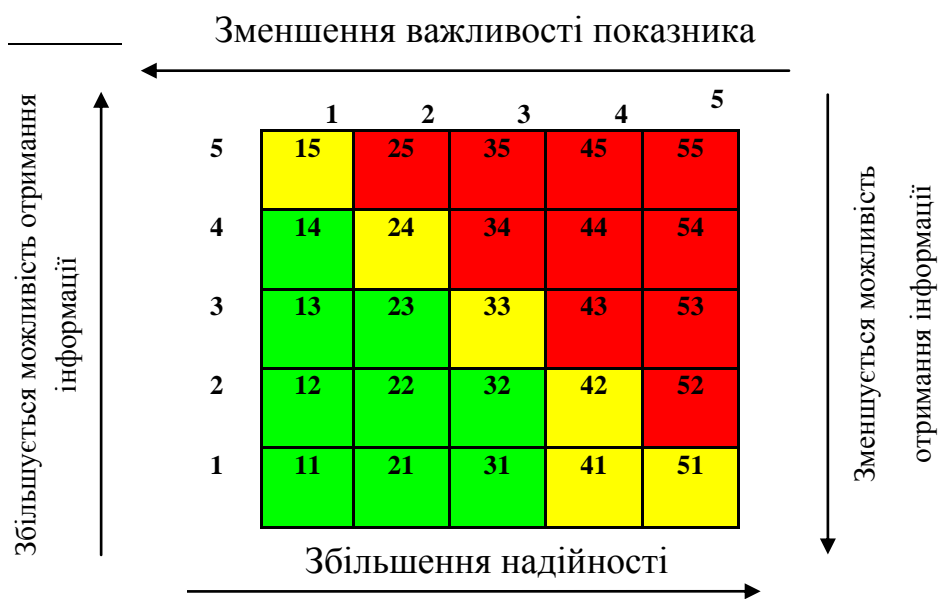 Зменшення важливості показника
Збільшується можливість отримання
інформації
1 2 3 4 5
5 15 25 35 45 55
4 14 24 34 44 54
3 13 23 33 43 53
2 12 22 32 42 52
1 11 21 31 41 51
Зменшується можливість
отримання інформації
Збільшення надійності